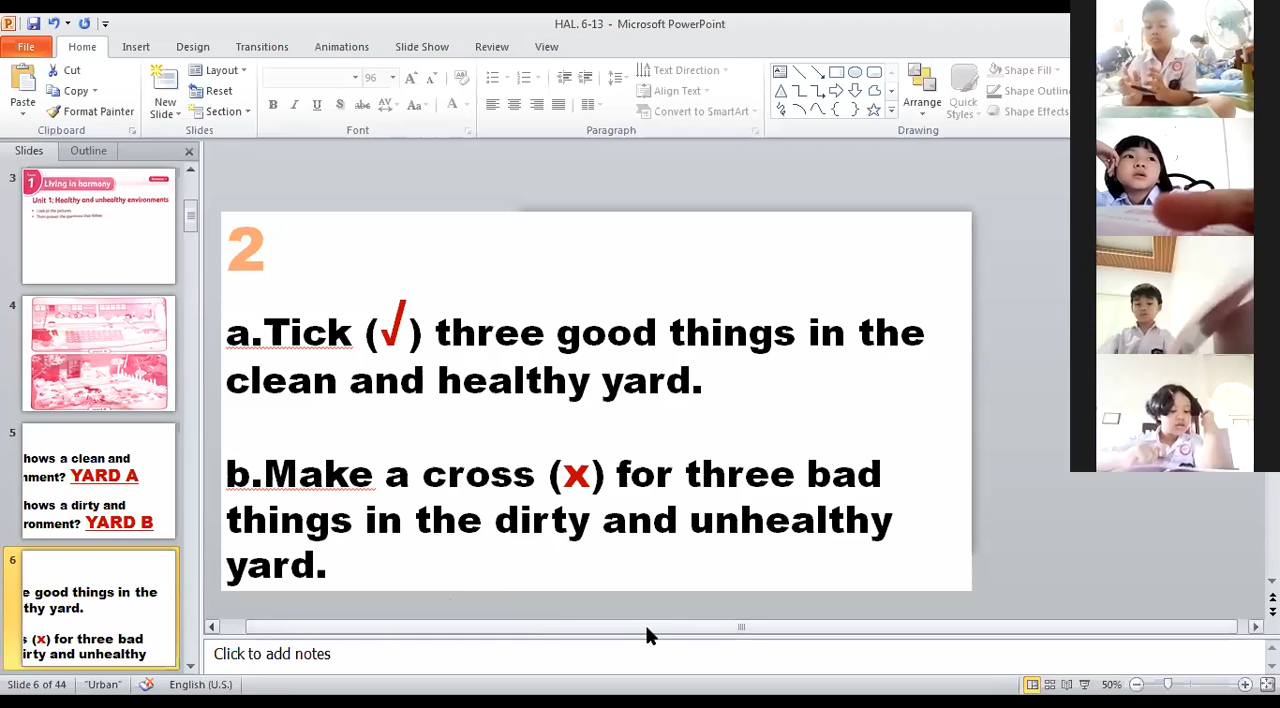 HAL. 6-13 - Microsoft PowerPoint
File Home Insert Design Transitions Animations Slide Show Review View
Paste
Cut
Copy
Format Painter
Clipboard
New
Slide
Layout
Reset
Section
Slides
96
B I U S abc AV Aa A
Font
Text Direction
Align Text
Convert to SmartArt
Paragraph
Arrange
Quick
Styles
Shape Fill
Shape Outlin
Shape Effects
Drawing
Slides Outline
3
1 Living in harmony
Unit 1: Healthy and unhealthy environments
4
5
hows a clean and
nment? YARD A
hows a dirty and
ronment? YARD B
6
e good things in the
thy yard.
s (x) for three bad
irty and unhealthy
2
a.Tick (√) three good things in the
clean and healthy yard.
b.Make a cross (x) for three bad
things in the dirty and unhealthy
yard.
Click to add notes
Slide 6 of 44 "Urban" English (U.S.) 50%